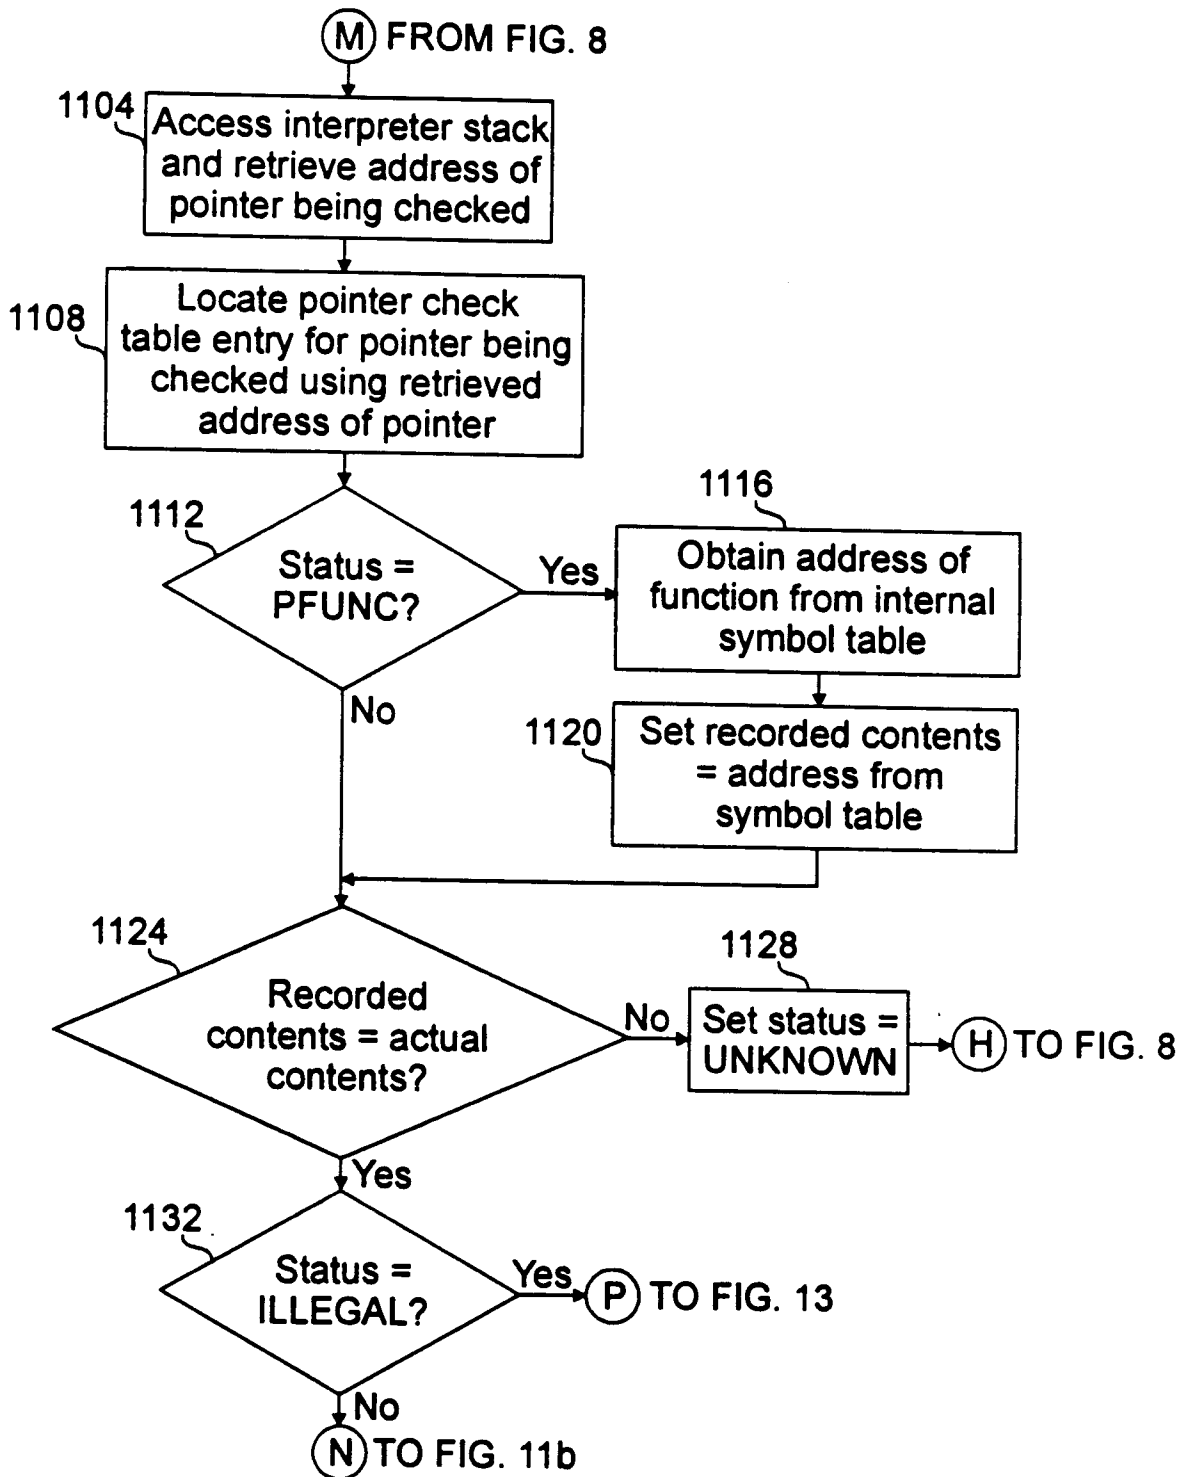 M FROM FIG. 8
1104
Access interpreter stack
and retrieve address of
pointer being checked
1108
Locate pointer check
table entry for pointer being
checked using retrieved
address of pointer
1112
Status =
PFUNC?
Yes
No
1116
Obtain address of
function from internal
symbol table
1120
Set recorded contents
= address from
symbol table
1124
Recorded
contents = actual
contents?
No
Yes
1128
Set status =
UNKNOWN
H TO FIG. 8
1132
Status =
ILLEGAL?
Yes
P TO FIG. 13
No
N TO FIG. 11b